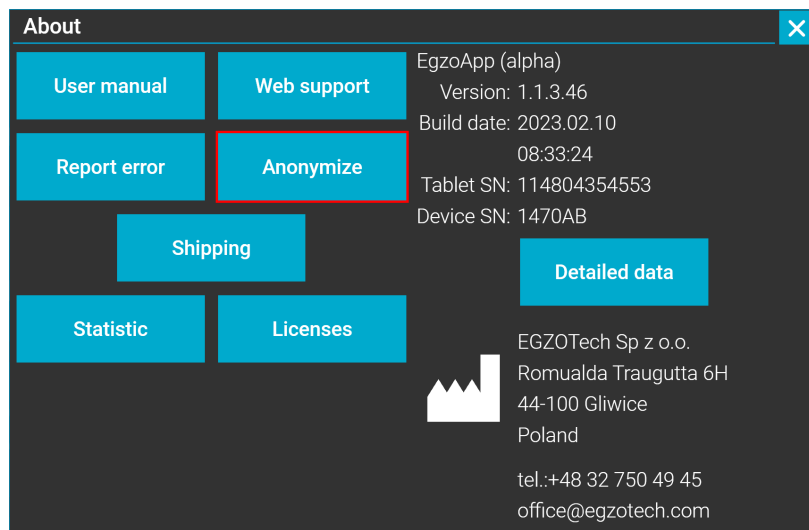 About
User manual
Web support
Report error
Anonymize
Shipping
Statistic
Licenses
EgzoApp (alpha)
Version: 1.1.3.46
Build date: 2023.02.10
08:33:24
Tablet SN: 114804354553
Device SN: 1470AB
Detailed data
EGZOTech Sp z o.o.
Romualda Traugutta 6H
44-100 Gliwice
Poland
tel.:+48 32 750 49 45
office@egzotech.com